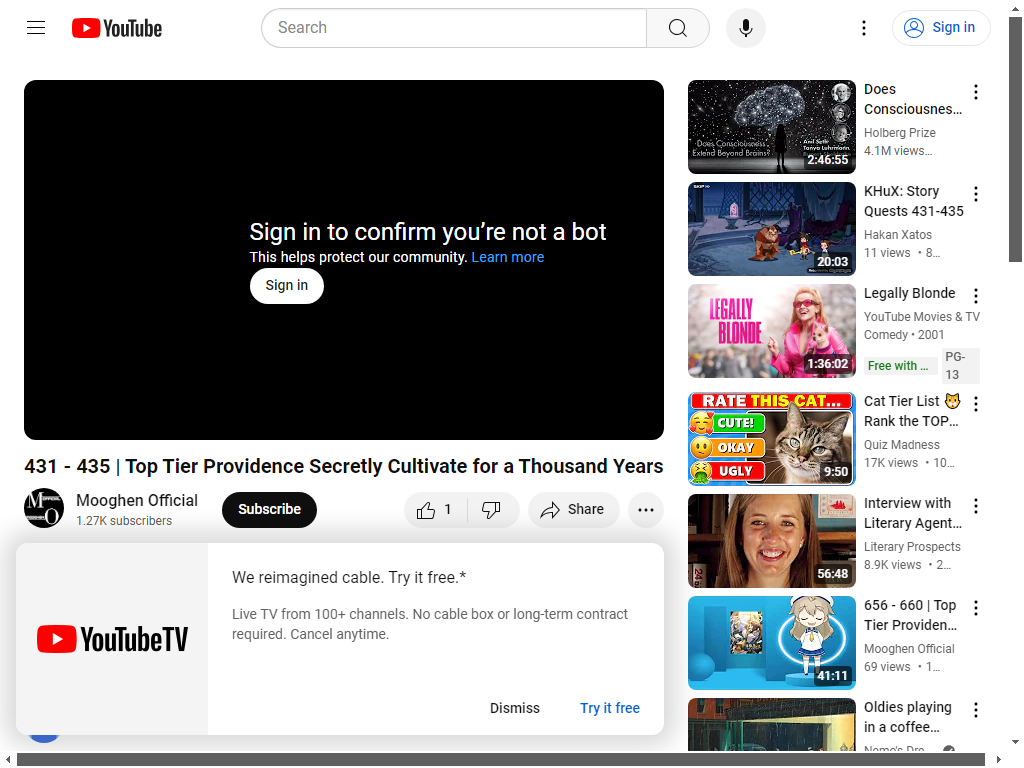 YouTube
Search
Sign in
Sign in to confirm you’re not a bot
This helps protect our community. Learn more
Sign in
431 - 435 | Top Tier Providence Secretly Cultivate for a Thousand Years
Mooghen Official
1.27K subscribers
Subscribe
1
Share
YouTubeTV
We reimagined cable. Try it free.*
Live TV from 100+ channels. No cable box or long-term contract
required. Cancel anytime.
Dismiss
Try it free
Does Consciousness
Extend Beyond Brains?
Anil Seth
Tanya Luhrmann
2:46:55
Does
Consciousnes…
Holberg Prize
4.1M views…
SKIP
20:03
KHuX: Story
Quests 431-435
Hakan Xatos
11 views • 8…
LEGALLY
BLONDE
1:36:02
Legally Blonde
YouTube Movies & TV
Comedy • 2001
Free with …
PG-
13
RATE THIS CAT...
CUTE!
OKAY
UGLY
9:50
Cat Tier List 🐱
Rank the TOP…
Quiz Madness
17K views • 10…
56:48
Interview with
Literary Agent…
Literary Prospects
8.9K views • 2…
41:11
656 - 660 | Top
Tier Providen…
Mooghen Official
69 views • 1…
Oldies playing
in a coffee…